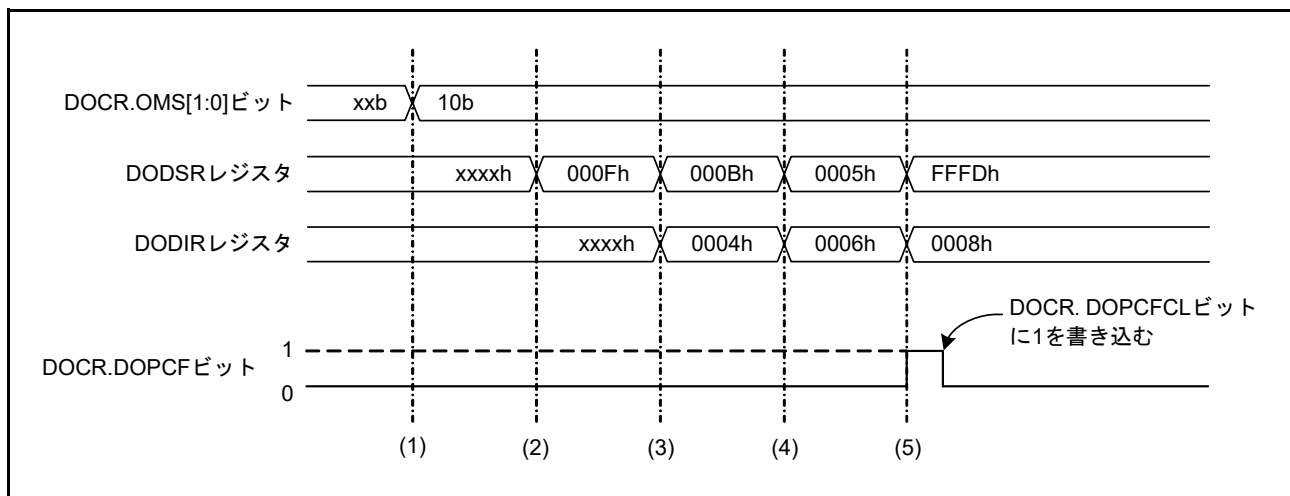 DOCR.OMS[1:0]ビット xxb 10b
DODSRレジスタ xxxxh 000Fh 000Bh 0005h FFFDh
DODIRレジスタ xxxxh 0004h 0006h 0008h
DOCR. DOPCFCLビット
に1を書き込む
DOCR.DOPCFビット
1
0
(1) (2) (3) (4) (5)